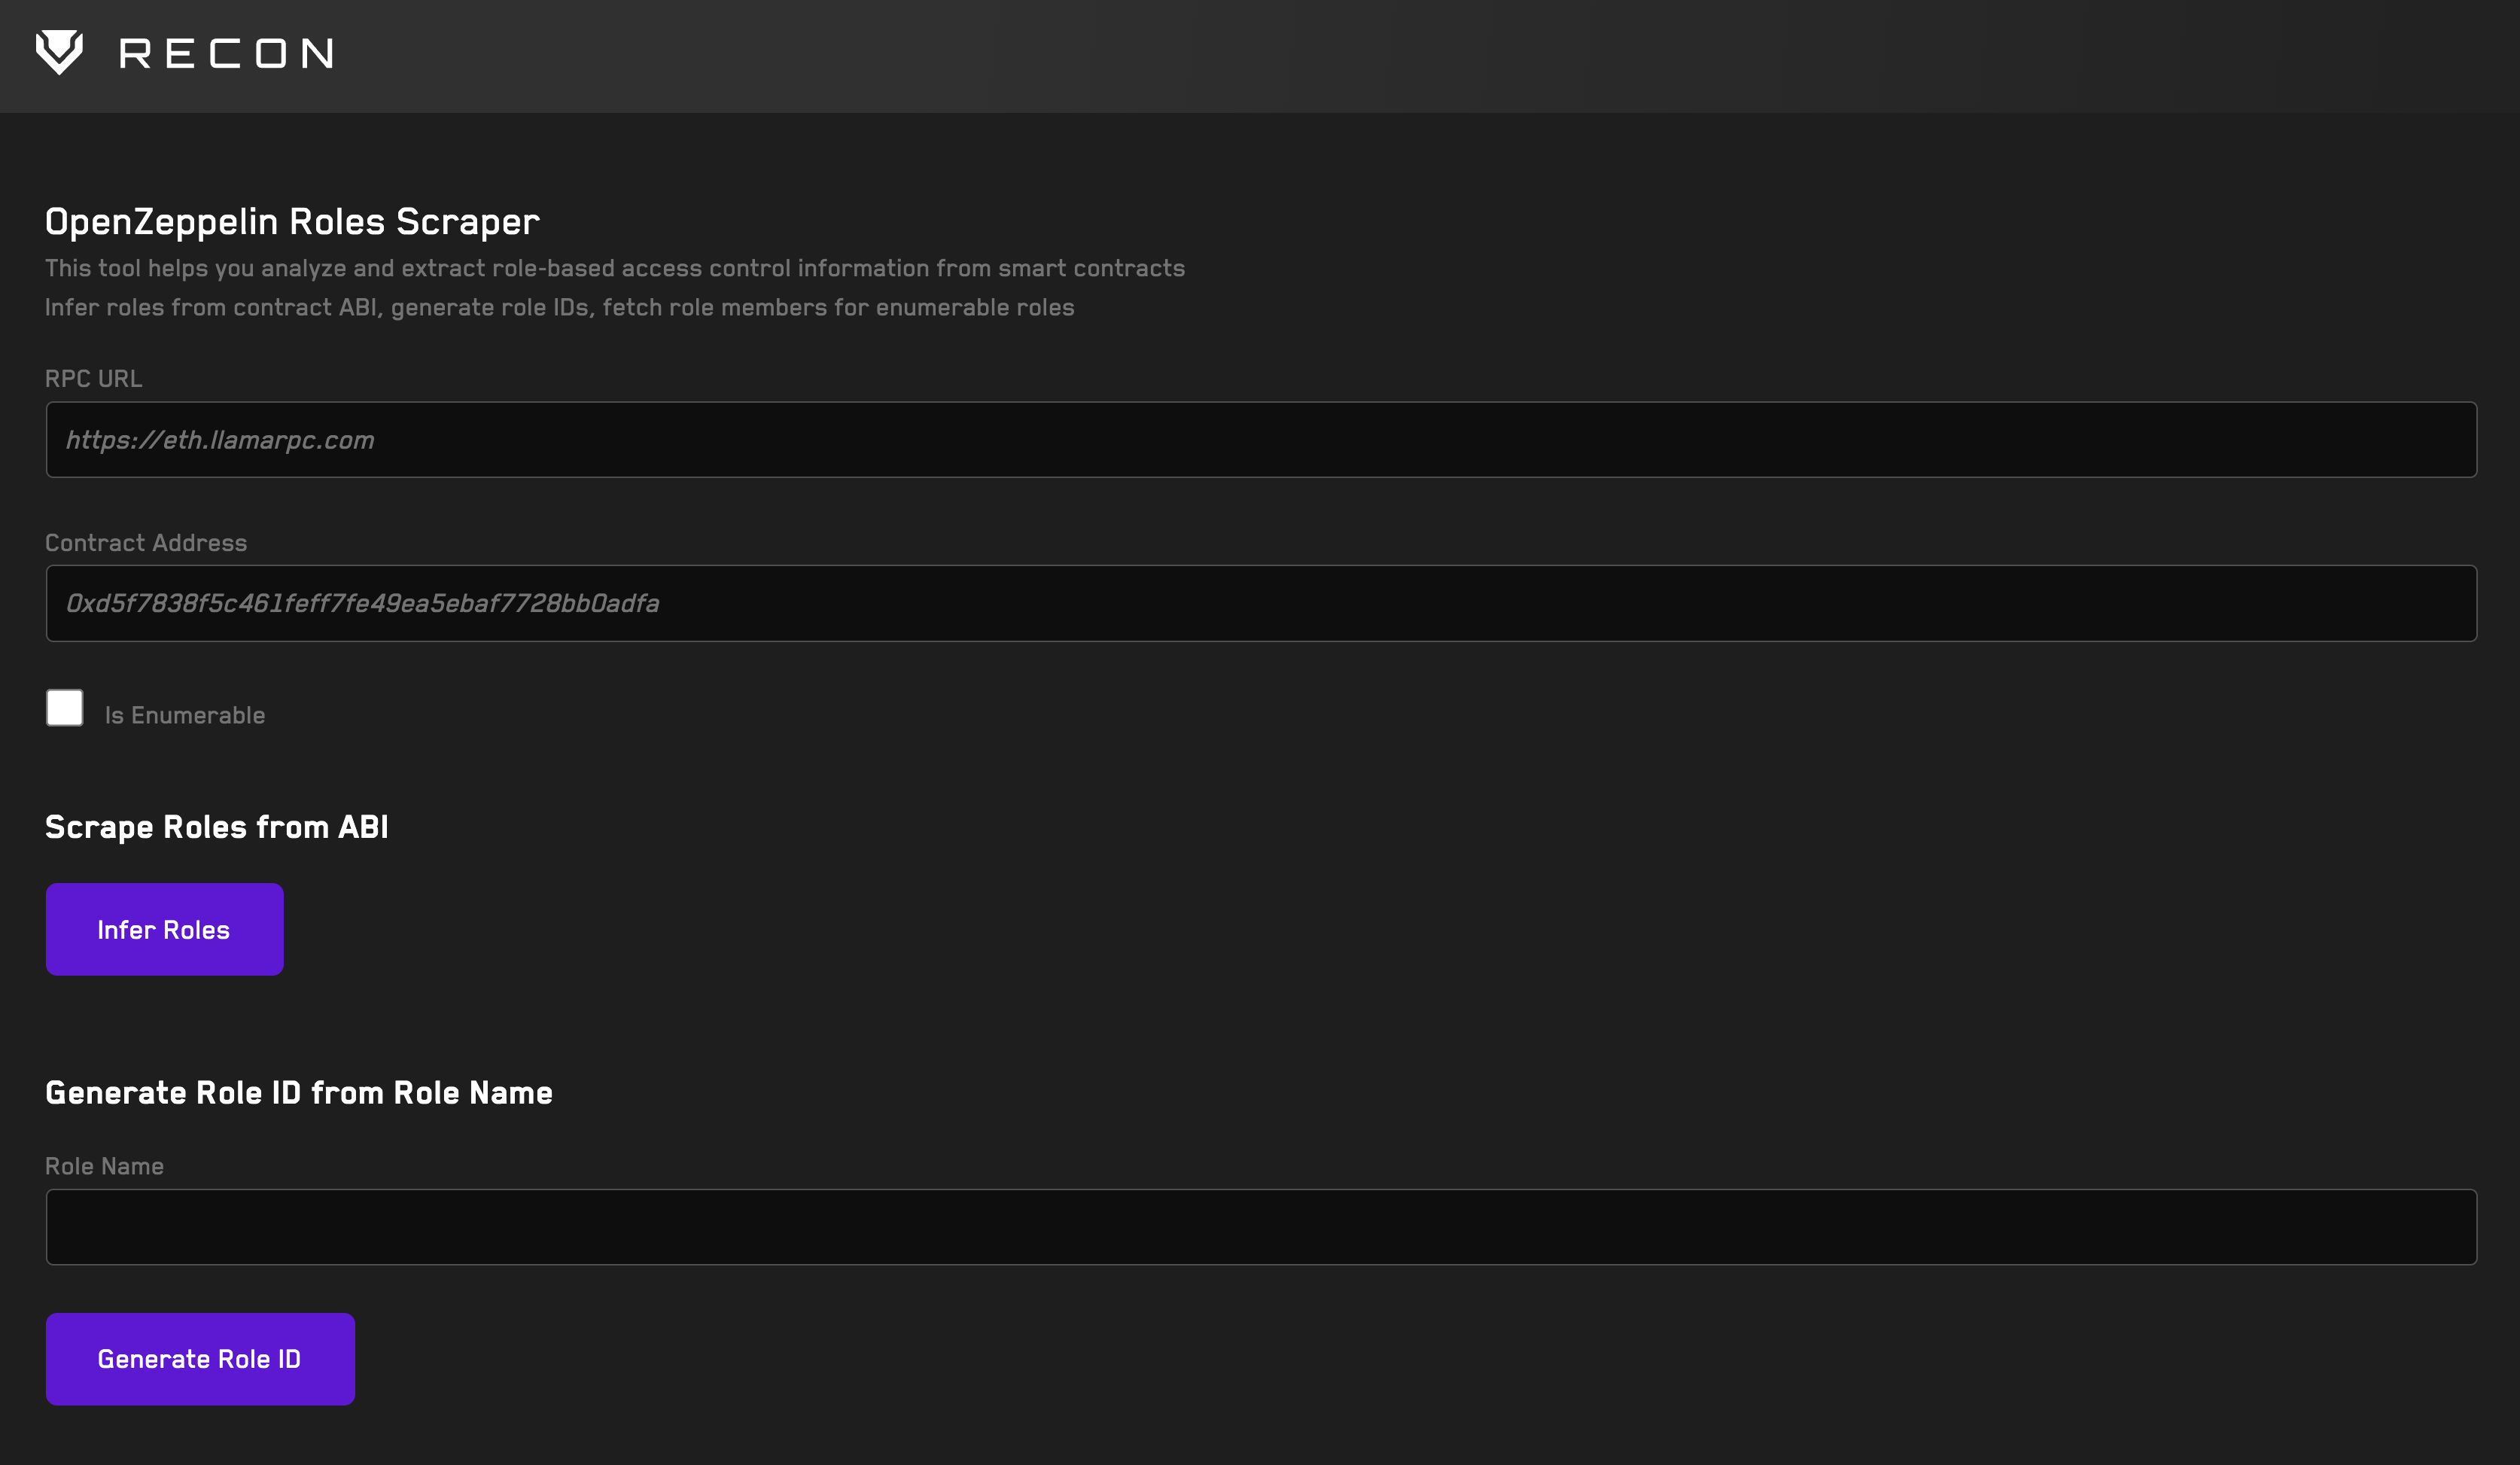 RECON
OpenZeppelin Roles Scraper
This tool helps you analyze and extract role-based access control information from smart contracts
Infer roles from contract ABI, generate role IDs, fetch role members for enumerable roles
RPC URL
https://eth.llamarpc.com
Contract Address
0xd5f7838f5c461feff7fe49ea5ebaf7728bb0adfa
Is Enumerable
Scrape Roles from ABI
Infer Roles
Generate Role ID from Role Name
Role Name
Generate Role ID